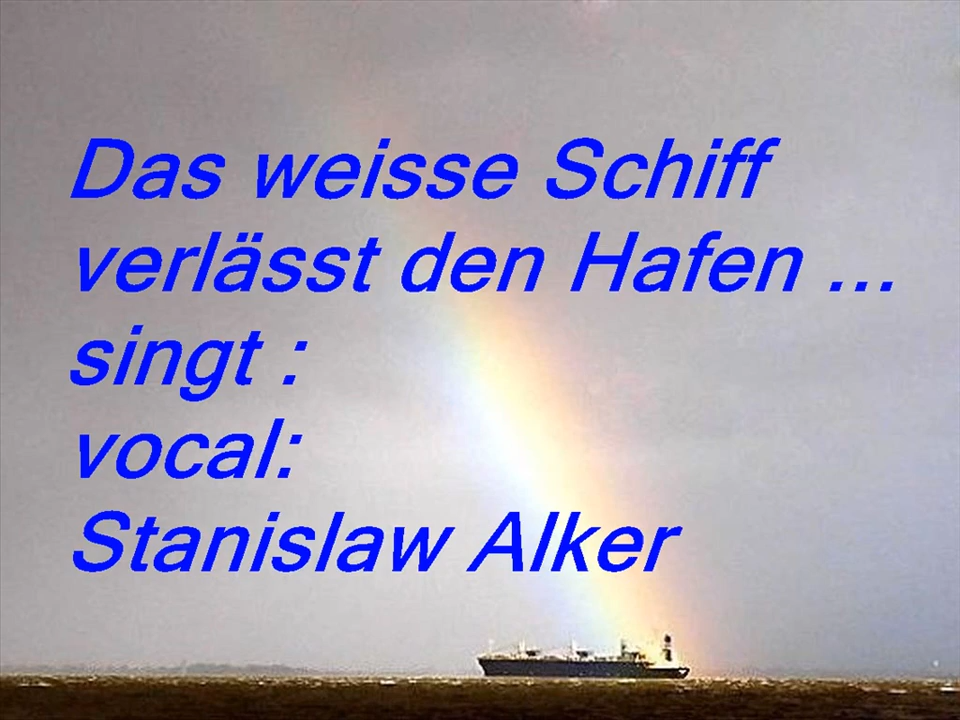 Das weisse Schiff
verlässt den Hafen ...
singt :
vocal:
Stanislaw Alker